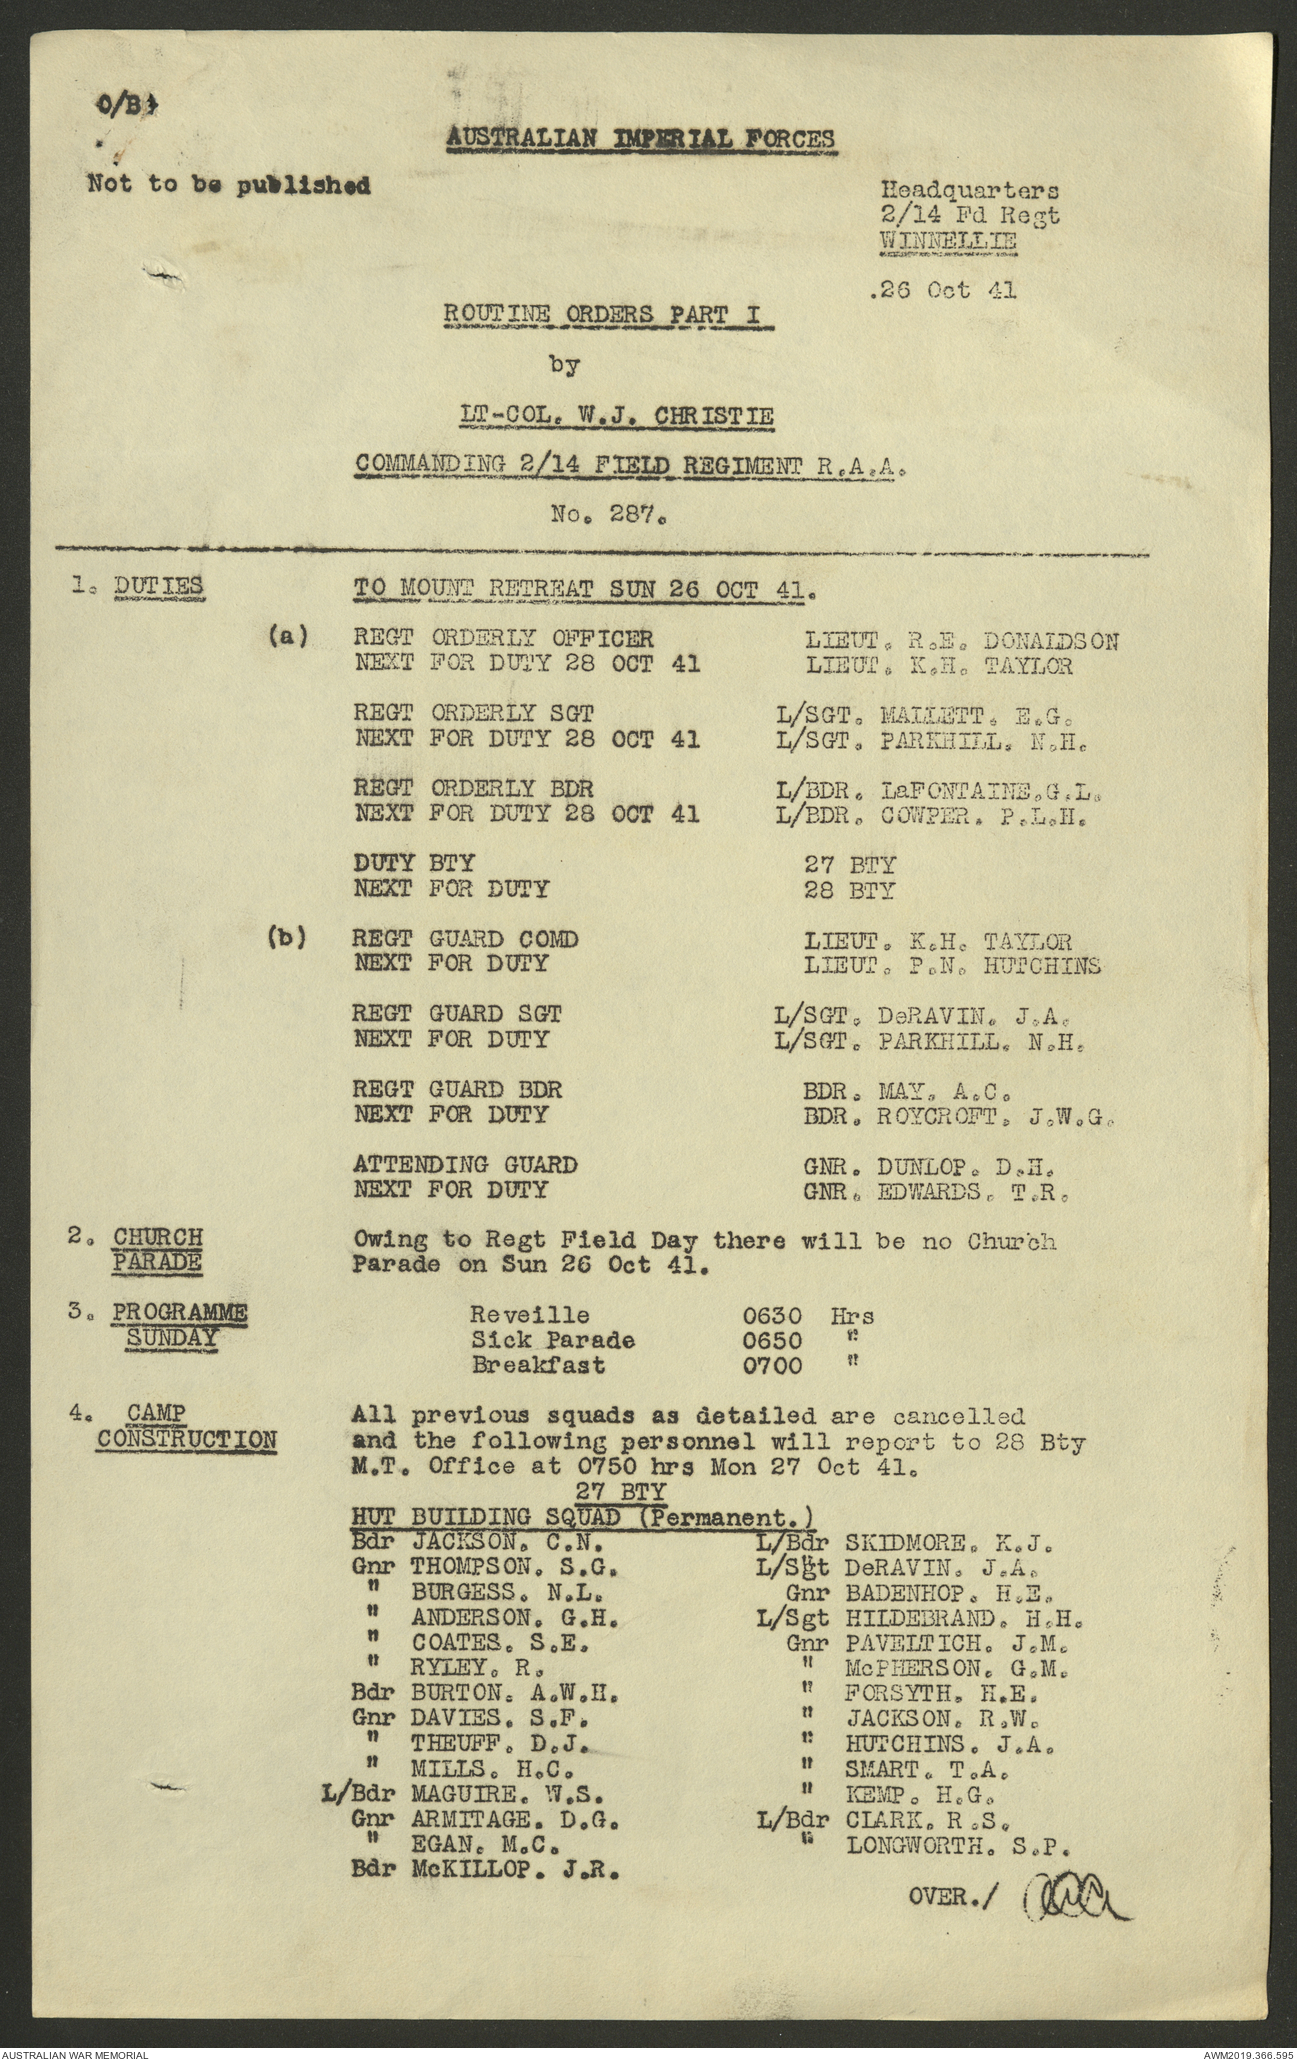 O/B
AUSTRALIAN IMPERIAL FORCES
Not to be published
Headquarters
2/14 Fd Regt
WINNELLIE
.26 Oct 41
ROUTINE ORDERS PART I
by
LT-COL. W.J. CHRISTIE
COMMANDING 2/14 FIELD REGIMENT R.A.A.
No. 287.
1. DUTIES TO MOUNT RETREAT SUN 26 OCT 41.
(a) REGT ORDERLY OFFICER LIEUT. R.E. DONALDSON
NEXT FOR DUTY 28 OCT 41 LIEUT. K.H. TAYLOR
REGT ORDERLY SGT L/SGT. MALLETT. E.G.
NEXT FOR DUTY 28 OCT 41 L/SGT. PARKHILL. N.H.
REGT ORDERLY BDR L/BDR. LaFONTAINE.G.L.
NEXT FOR DUTY 28 OCT 41 L/BDR. COWPER. P.L.H.
DUTY BTY 27 BTY
NEXT FOR DUTY 28 BTY
(b) REGT GUARD COMD LIEUT. K.H. TAYLOR
NEXT FOR DUTY LIEUT. P.N. HUTCHINS
REGT GUARD SGT L/SGT. DeRAVIN. J.A.
NEXT FOR DUTY L/SGT. PARKHILL. N.H.
REGT GUARD BDR BDR. MAY. A.C.
NEXT FOR DUTY BDR. ROYCROFT. J.W.G.
ATTENDING GUARD GNR. DUNLOP. D.H.
NEXT FOR DUTY GNR. EDWARDS. T.R.
2. CHURCH Owing to Regt Field Day there will be no Church
PARADE Parade on Sun 26 Oct 41.
3. PROGRAMME Reveille 0630 Hrs
SUNDAY Sick Parade 0650 "
Breakfast 0700 "
4. CAMP All previous squads as detailed are cancelled
CONSTRUCTION and the following personnel will report to 28 Bty
M.T. Office at 0750 hrs Mon 27 Oct 41.
27 BTY
HUT BUILDING SQUAD (Permanent.)
Bdr JACKSON. C.N. L/Bdr SKIDMORE. K.J.
Gnr THOMPSON. S.G. L/Sgt DeRAVIN. J.A.
" BURGESS. N.L. Gnr BADENHOP. H.E.
" ANDERSON. G.H. L/Sgt HILDEBRAND. H.H.
" COATES. S.E. Gnr PAVELTICH. J.M.
" RYLEY. R. " McPHERSON. G.M.
Bdr BURTON. A.W.H. " FORSYTH. H.E.
Gnr DAVIES. S.F. " JACKSON. R.W.
" THEUFF. D.J. " HUTCHINS. J.A.
" MILLS. H.C. " SMART. T.A.
L/Bdr MAGUIRE. W.S. " KEMP. H.G.
Gnr ARMITAGE. D.G. L/Bdr CLARK. R.S.
" EGAN. M.C. " LONGWORTH. S.P.
Bdr McKILLOP. J.R.
OVER./
AUSTRALIAN WAR MEMORIAL
AWM2019.366.595